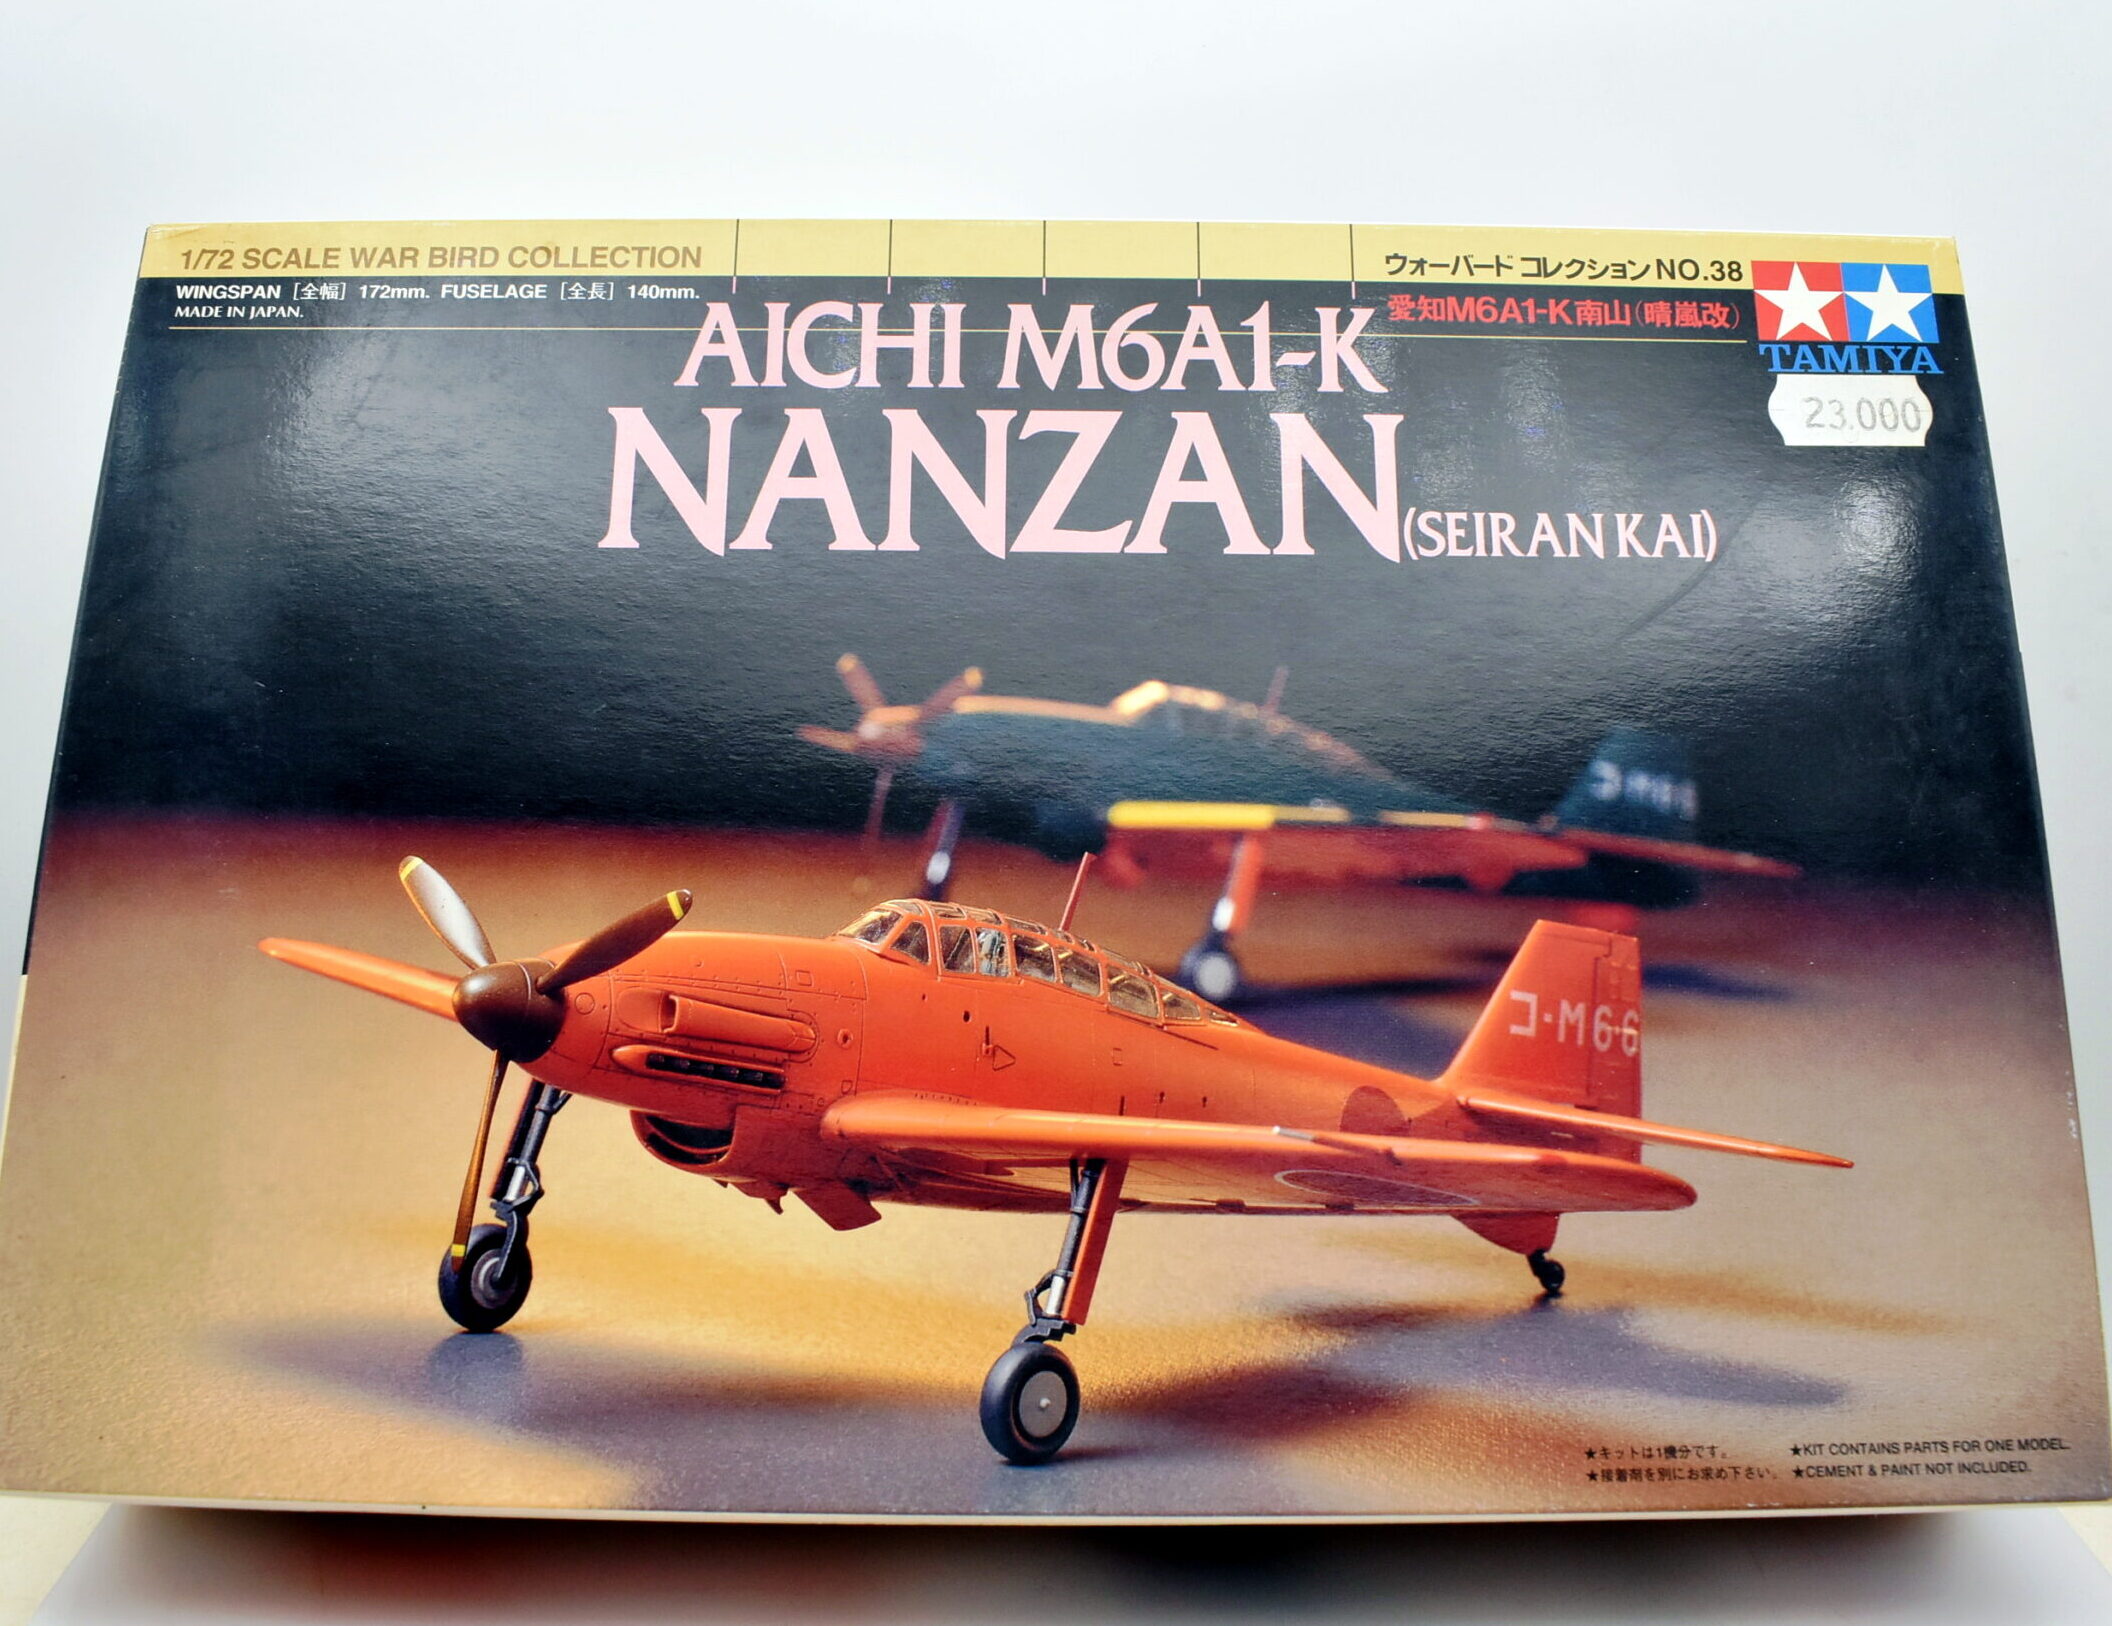 1/72 SCALE WAR BIRD COLLECTION
ウォーバード コレクション NO.38
WINGSPAN [全幅] 172mm. FUSELAGE [全長] 140mm.
MADE IN JAPAN.
愛知M6A1-K 南山(晴嵐改)
TAMIYA
23.000
AICHI M6A1-K
NANZAN (SEIRAN KAI)
コ·M6·6
★キットは1機分です。 ★KIT CONTAINS PARTS FOR ONE MODEL.
★接着剤を別にお求め下さい。 ★CEMENT & PAINT NOT INCLUDED.